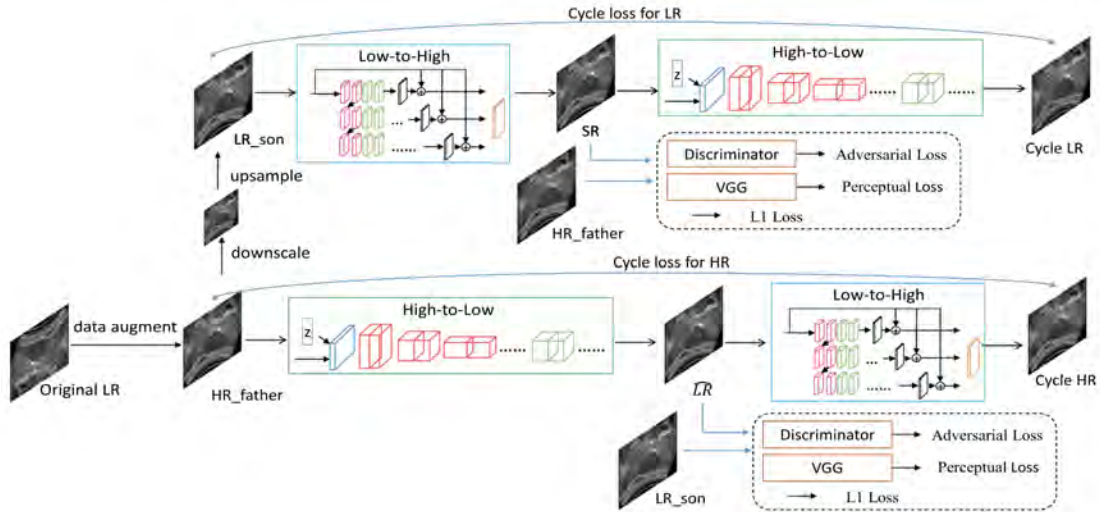 Cycle loss for LR
Low-to-High
High-to-Low
z
......
......
...
......
LR_son
SR
Cycle LR
upsample
Discriminator
Adversarial Loss
VGG
Perceptual Loss
L1 Loss
HR_father
downscale
Cycle loss for HR
High-to-Low
Low-to-High
data augment
z
......
......
...
......
Original LR
HR_father
LR
Cycle HR
Discriminator
Adversarial Loss
VGG
Perceptual Loss
L1 Loss
LR_son